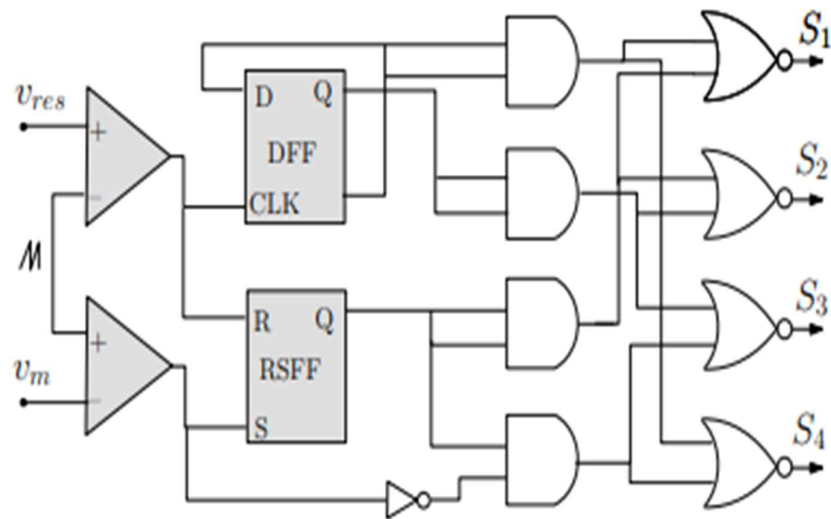 S1
v_res
D Q
DFF
CLK
S2
R Q
RSFF
S
S3
v_m
S4